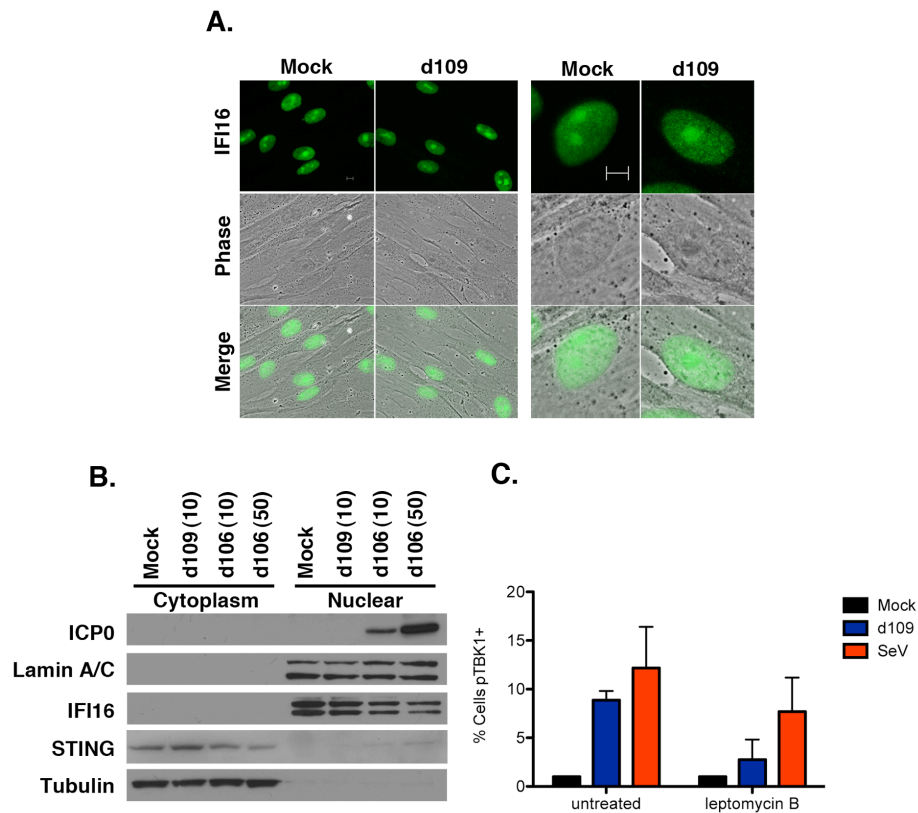 A.
Mock d109 Mock d109
IFI16
Phase
Merge
B.
Mock
d109 (10)
d106 (10)
d106 (50)
Mock
d109 (10)
d106 (10)
d106 (50)
Cytoplasm Nuclear
ICP0
Lamin A/C
IFI16
STING
Tubulin
C.
% Cells pTBK1+
20
15
10
5
0
untreated leptomycin B
Mock
d109
SeV